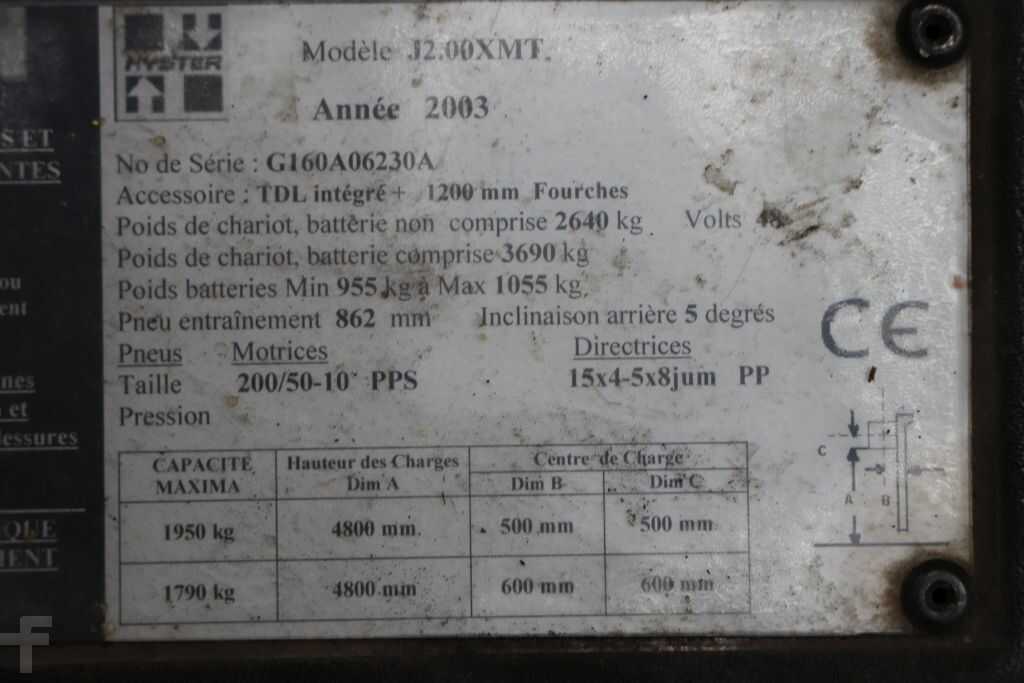 HYSTER
Modèle J2.00XMT
Année 2003
No de Série : G160A06230A
Accessoire : TDL intégré + 1200 mm Fourches
Poids de chariot, battèrie non comprise 2640 kg Volts 48
Poids de chariot, batterie comprise 3690 kg
Poids batteries Min 955 kg à Max 1055 kg
Pneu entraînement 862 mm Inclinaison arrière 5 degrés
Pneus Motrices Directrices
Taille 200/50-10 PPS 15x4-5x8jum PP
Pression
CE
CAPACITE MAXIMA Hauteur des Charges Dim A Centre de Charge Dim B Dim C
1950 kg 4800 mm 500 mm 500 mm
1790 kg 4800 mm 600 mm 600 mm
C
A B
S ET
NTES
ou
ent
nes
et
lessures
QUE
MENT
F